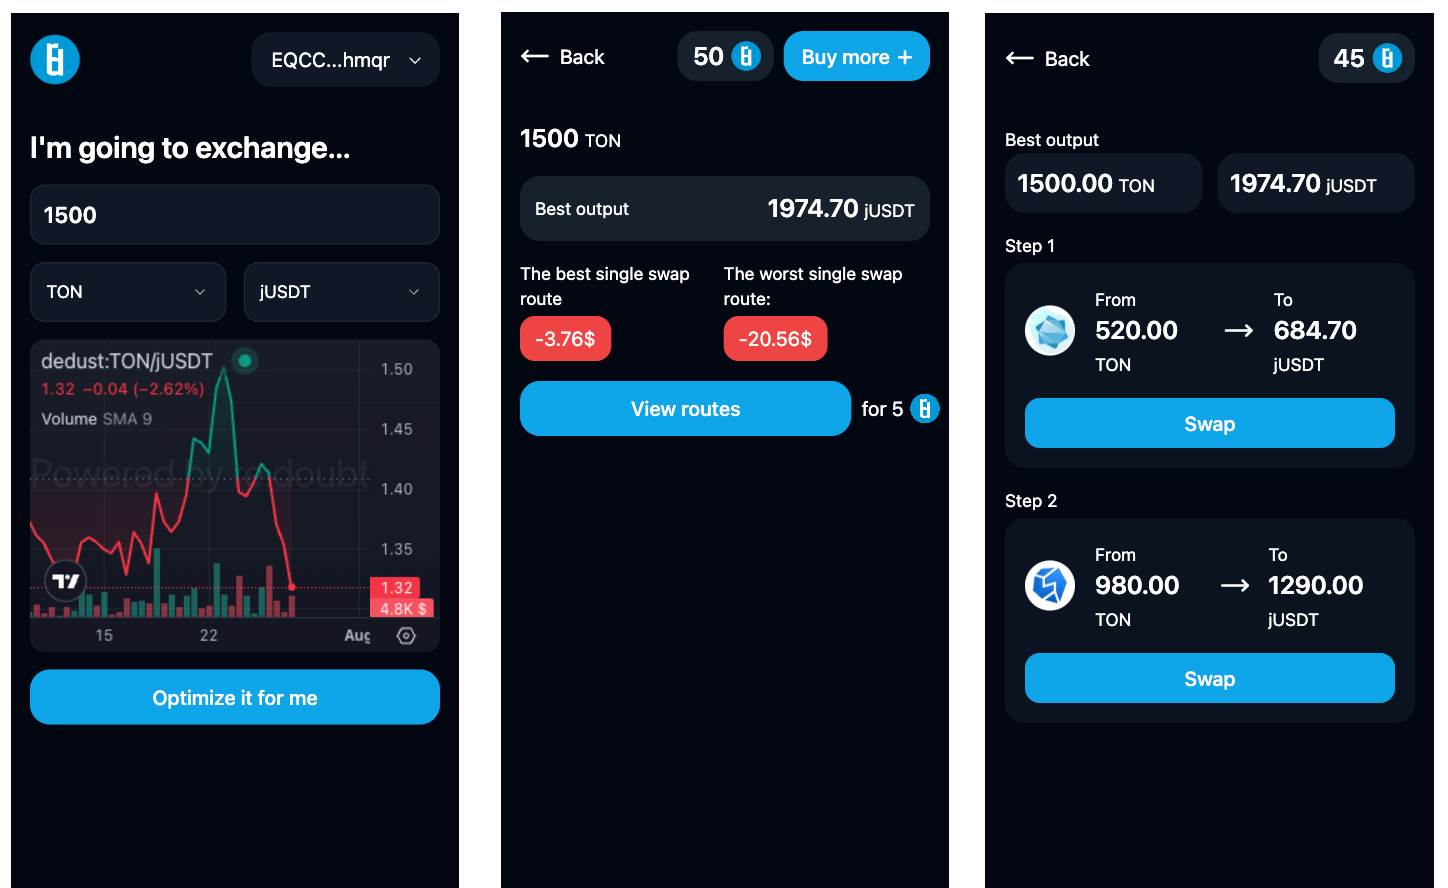 EQCC...hmqr
I'm going to exchange...
1500
TON
jUSDT
dedust:TON/jUSDT
1.32 −0.04 (−2.62%)
Volume SMA 9
Powered by redoubt
1.50
1.45
1.40
1.35
1.32
4.8K $
15
22
Aug
Optimize it for me
Back
50
Buy more +
1500 TON
Best output
1974.70 jUSDT
The best single swap
route
-3.76$
The worst single swap
route:
-20.56$
View routes
for 5
Back
45
Best output
1500.00 TON
1974.70 jUSDT
Step 1
From
520.00
TON
To
684.70
jUSDT
Swap
Step 2
From
980.00
TON
To
1290.00
jUSDT
Swap